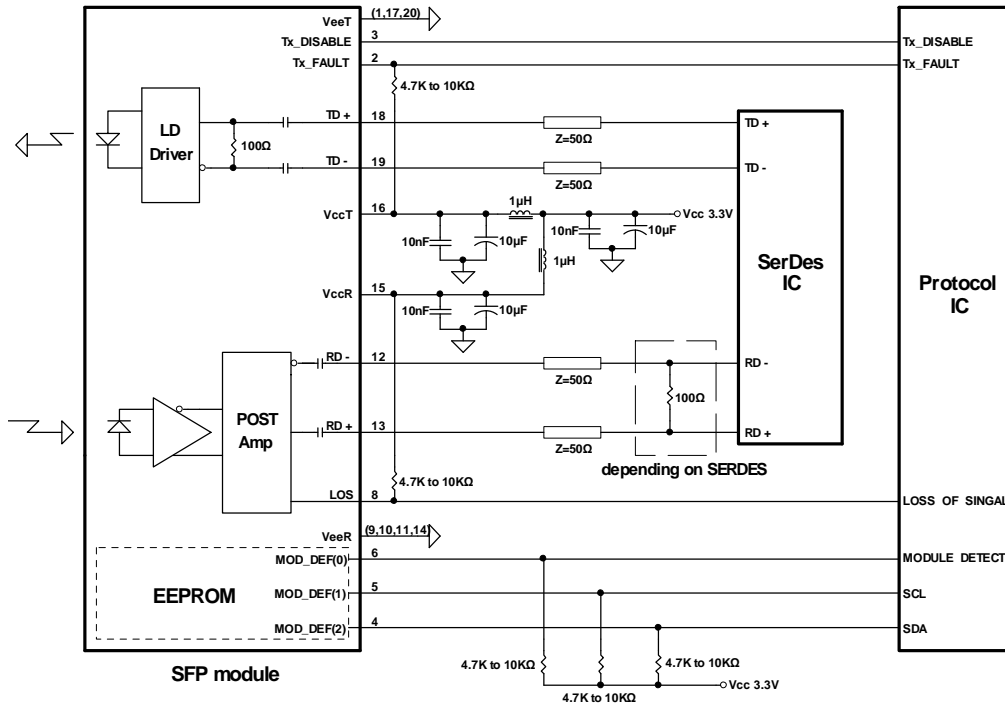 VeeT
(1,17,20)
Tx_DISABLE
3
Tx_DISABLE
Tx_FAULT
2
Tx_FAULT
4.7K to 10KΩ
LD
Driver
100Ω
TD +
18
Z=50Ω
TD +
TD -
19
Z=50Ω
TD -
1µH
VccT
16
Vcc 3.3V
10nF
10µF
10nF
10µF
1µH
SerDes
IC
Protocol
IC
VccR
15
10nF
10µF
RD -
12
Z=50Ω
RD -
POST
Amp
100Ω
RD +
13
Z=50Ω
RD +
depending on SERDES
4.7K to 10KΩ
LOS
8
LOSS OF SINGAL
VeeR
(9,10,11,14)
MOD_DEF(0)
6
MODULE DETECT
EEPROM
MOD_DEF(1)
5
SCL
MOD_DEF(2)
4
SDA
SFP module
4.7K to 10KΩ
4.7K to 10KΩ
4.7K to 10KΩ
Vcc 3.3V